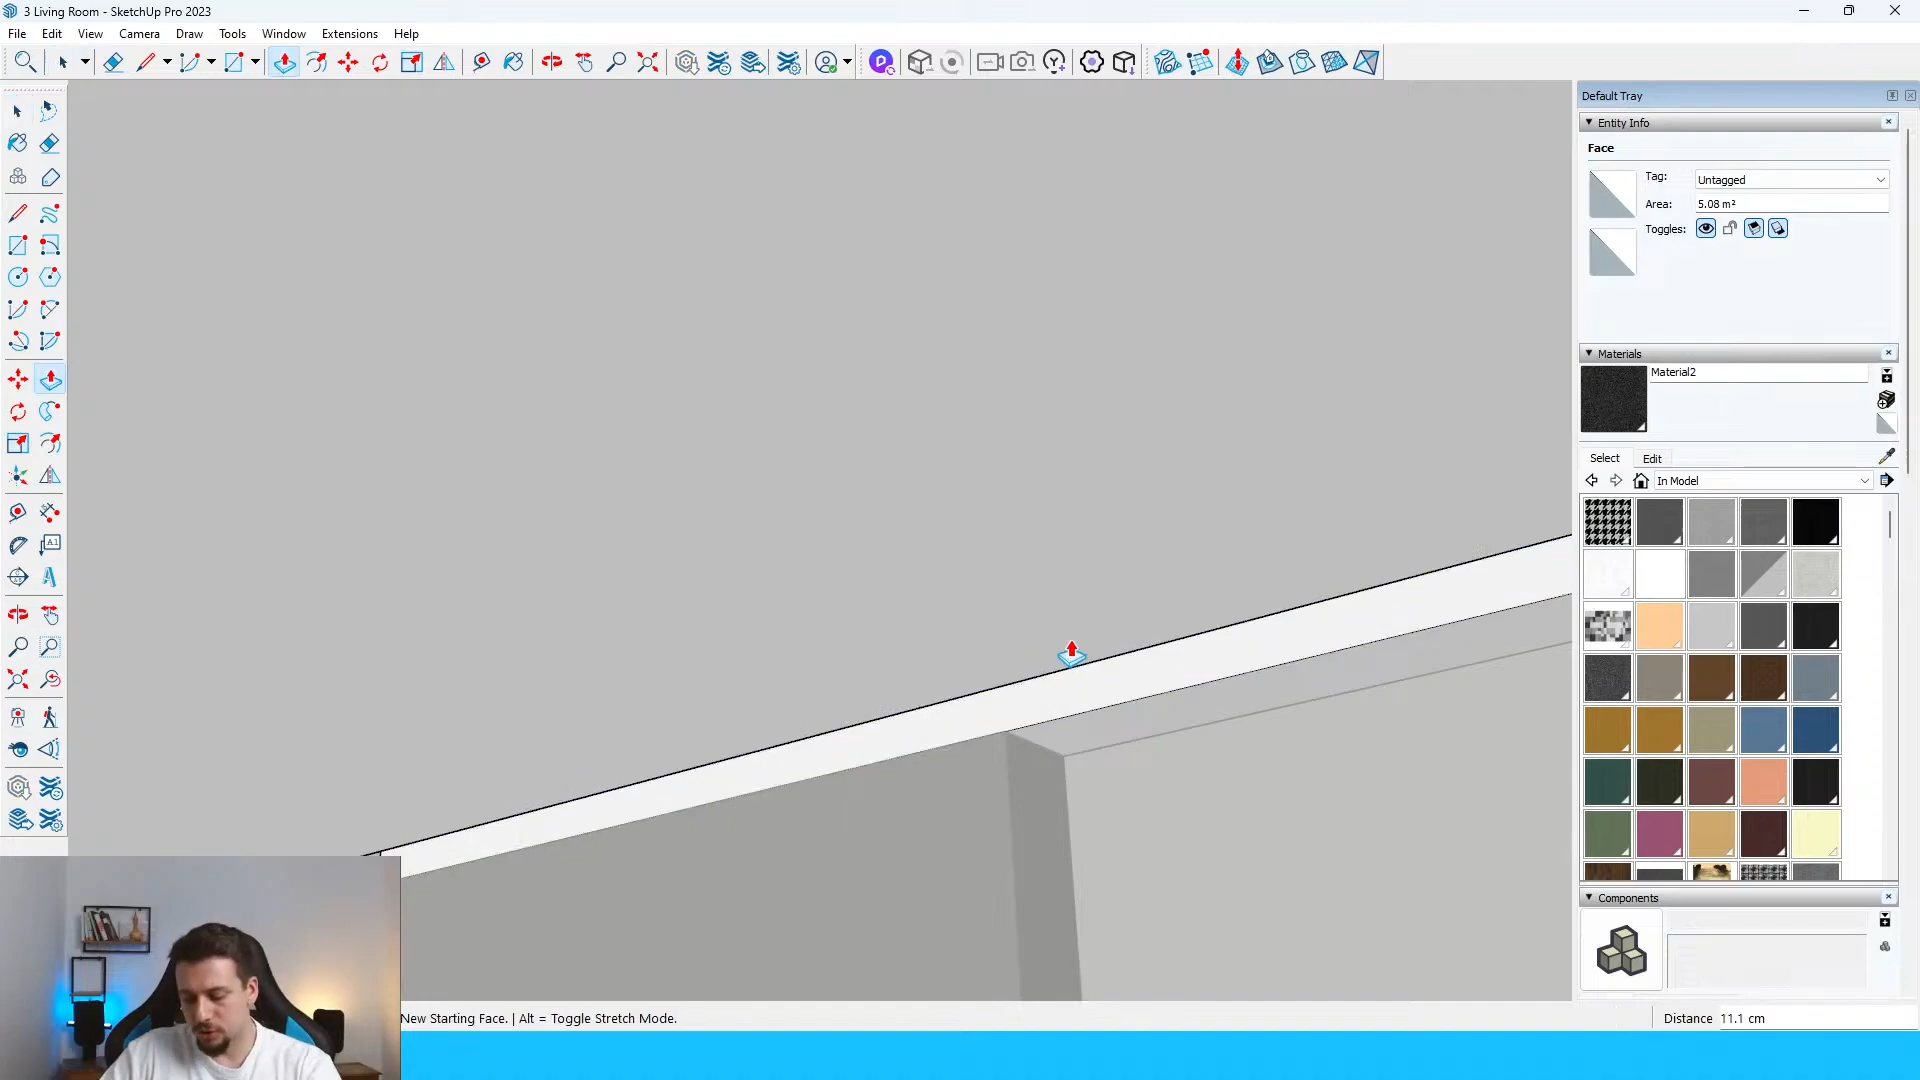 3 Living Room - SketchUp Pro 2023
File Edit View Camera Draw Tools Window Extensions Help
Default Tray
Entity Info
Face
Tag: Untagged
Area: 5.08 m²
Toggles:
Materials
Material2
Select Edit
In Model
Components
A1
New Starting Face. | Alt = Toggle Stretch Mode.
Distance 11.1 cm